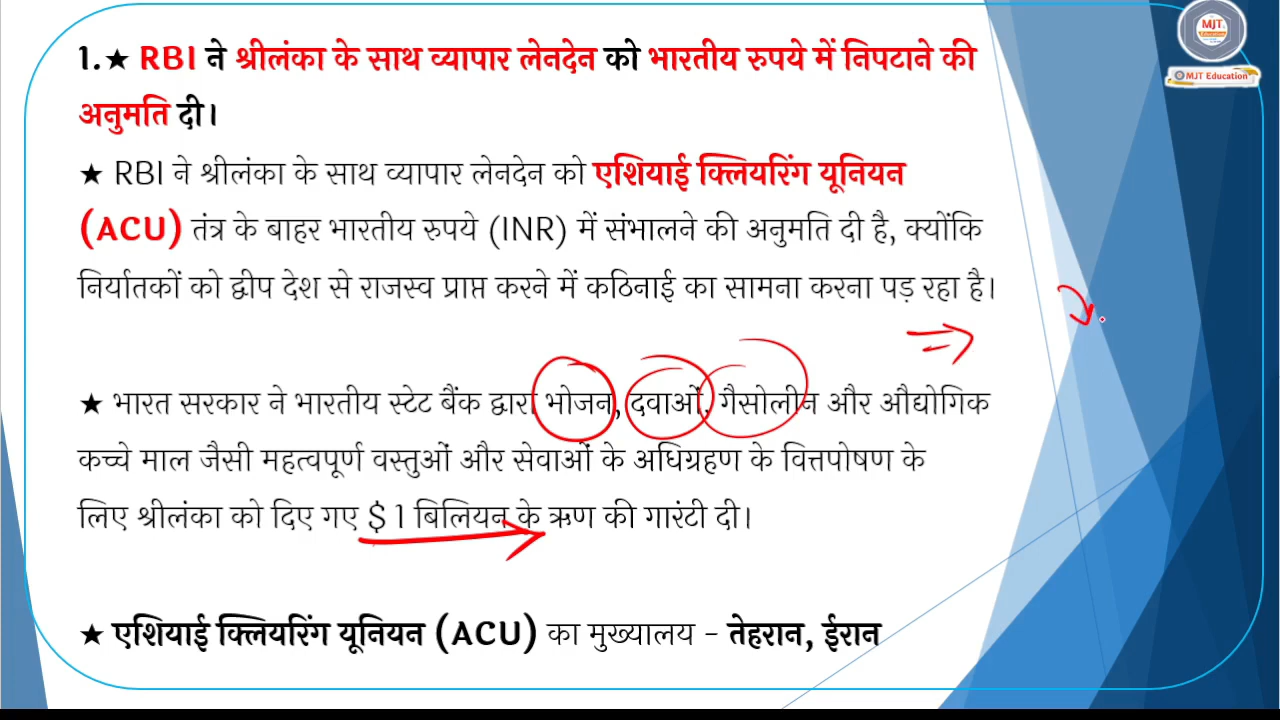 MJT
Education
MJT Education
1.★ RBI ने श्रीलंका के साथ व्यापार लेनदेन को भारतीय रुपये में निपटाने की
अनुमति दी।
★ RBI ने श्रीलंका के साथ व्यापार लेनदेन को एशियाई क्लियरिंग यूनियन
(ACU) तंत्र के बाहर भारतीय रुपये (INR) में संभालने की अनुमति दी है, क्योंकि
निर्यातकों को द्वीप देश से राजस्व प्राप्त करने में कठिनाई का सामना करना पड़ रहा है।
★ भारत सरकार ने भारतीय स्टेट बैंक द्वारा भोजन, दवाओं, गैसोलीन और औद्योगिक
कच्चे माल जैसी महत्वपूर्ण वस्तुओं और सेवाओं के अधिग्रहण के वित्तपोषण के
लिए श्रीलंका को दिए गए $ 1 बिलियन के ऋण की गारंटी दी।
★ एशियाई क्लियरिंग यूनियन (ACU) का मुख्यालय - तेहरान, ईरान